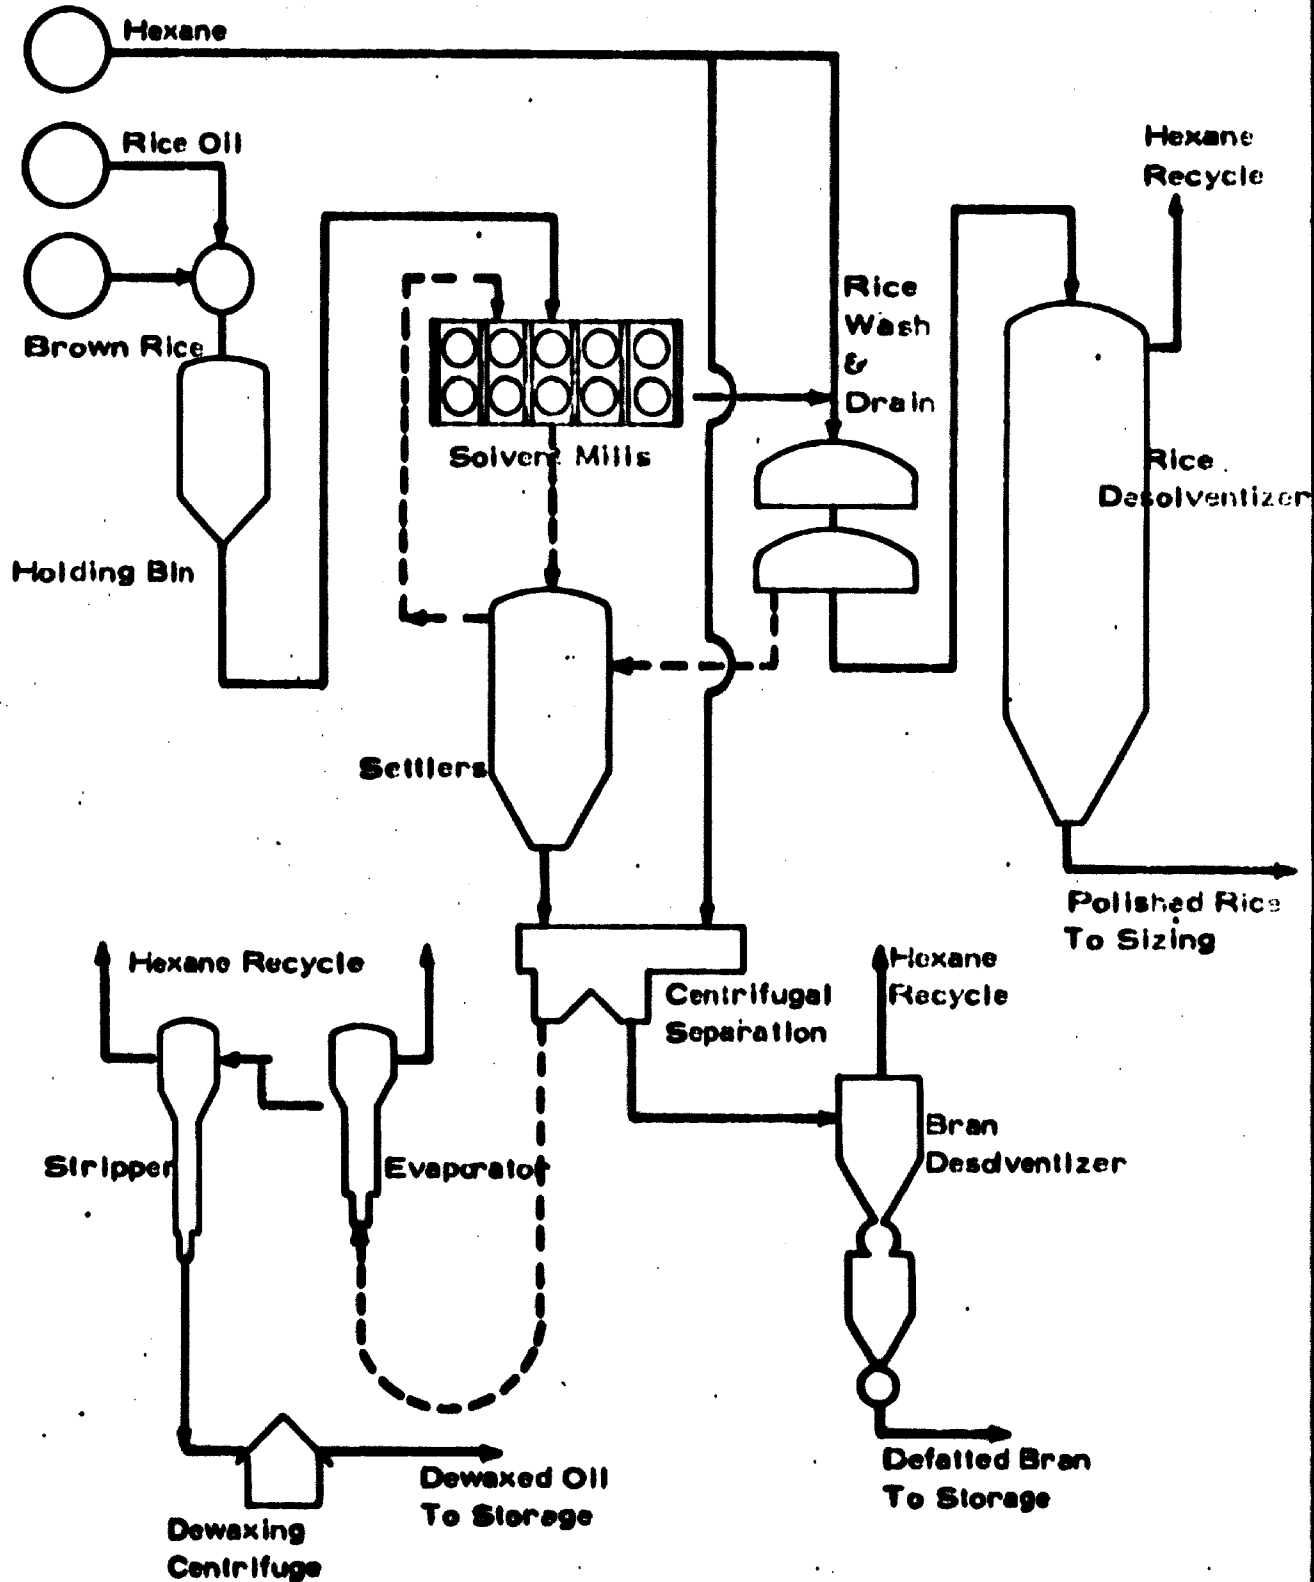 Hexane
Rice Oil
Brown Rice
Holding Bin
Solvent Mills
Rice
Wash
&
Drain
Hexane
Recycle
Rice
Desolventizer
Settlers
Polished Rice
To Sizing
Hexane Recycle
Centrifugal
Separation
Hexane
Recycle
Stripper
Evaporator
Bran
Desolventizer
Dewaxed Oil
To Storage
Defatted Bran
To Storage
Dewaxing
Centrifuge